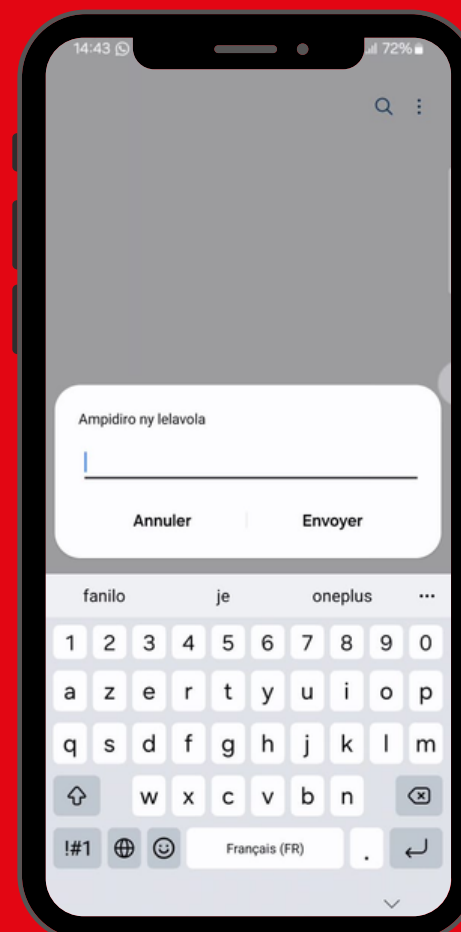 14:43 72%
Ampidiro ny lelavola
Annuler Envoyer
fanilo je oneplus ...
1 2 3 4 5 6 7 8 9 0
a z e r t y u i o p
q s d f g h j k l m
w x c v b n
!#1 Français (FR) .